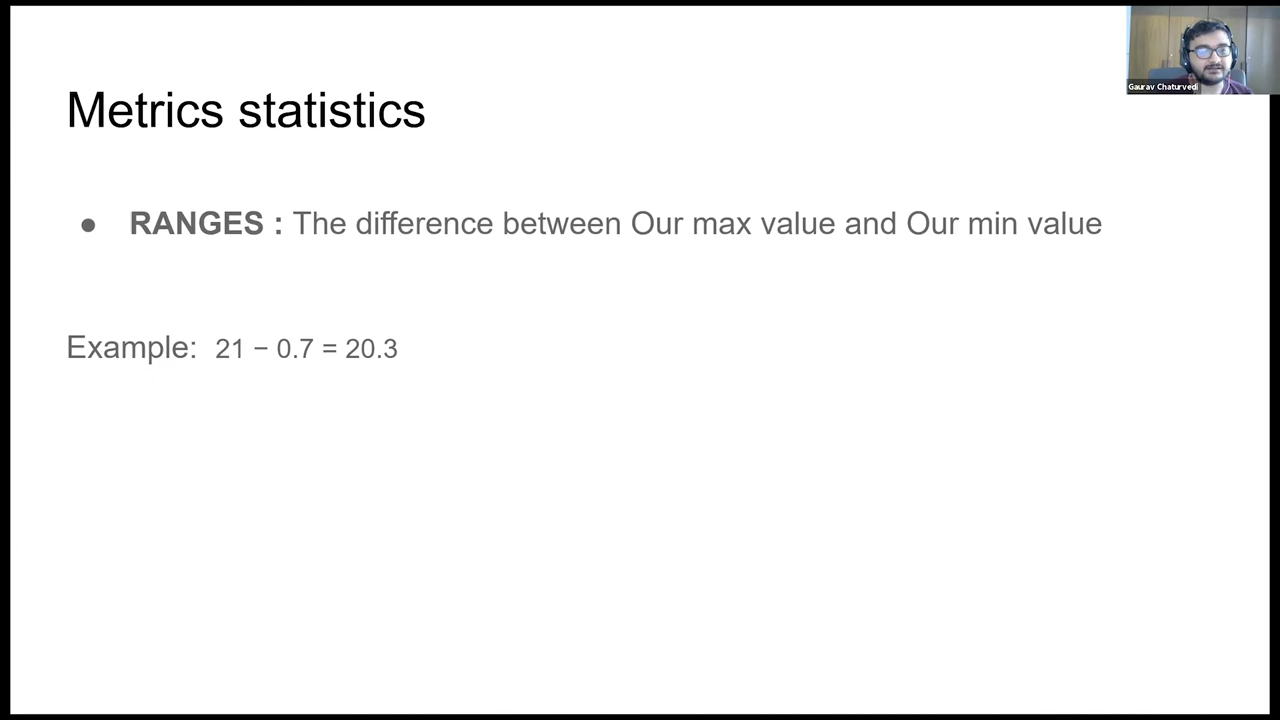 Gaurav Chaturvedi
Metrics statistics
● RANGES : The difference between Our max value and Our min value
Example: 21 − 0.7 = 20.3